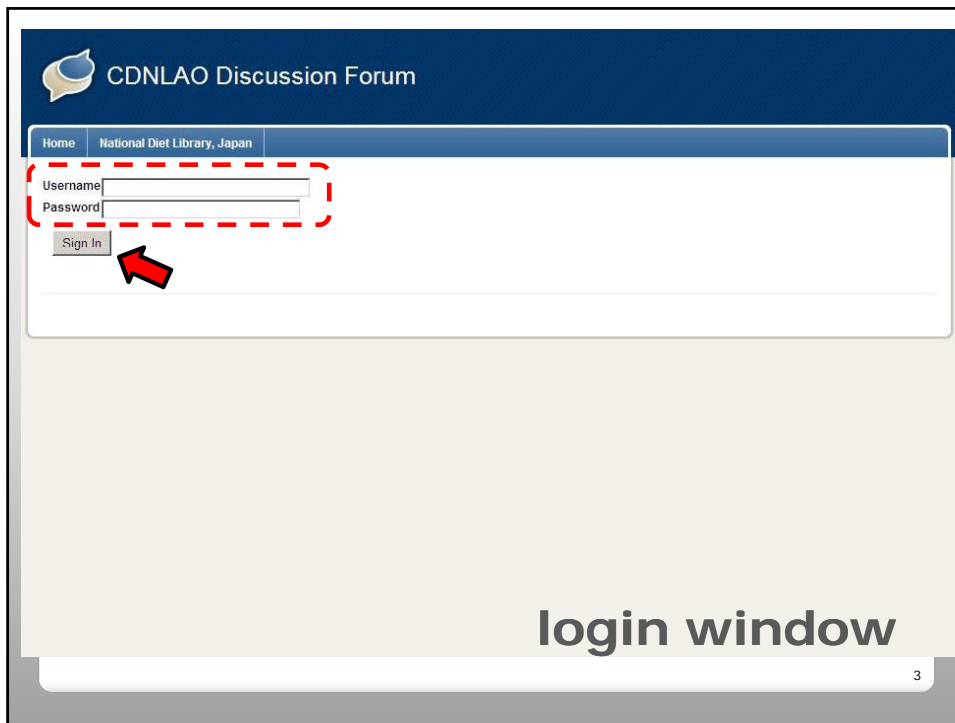 CDNLAO Discussion Forum
Home National Diet Library, Japan
Username
Password
Sign In
login window
3